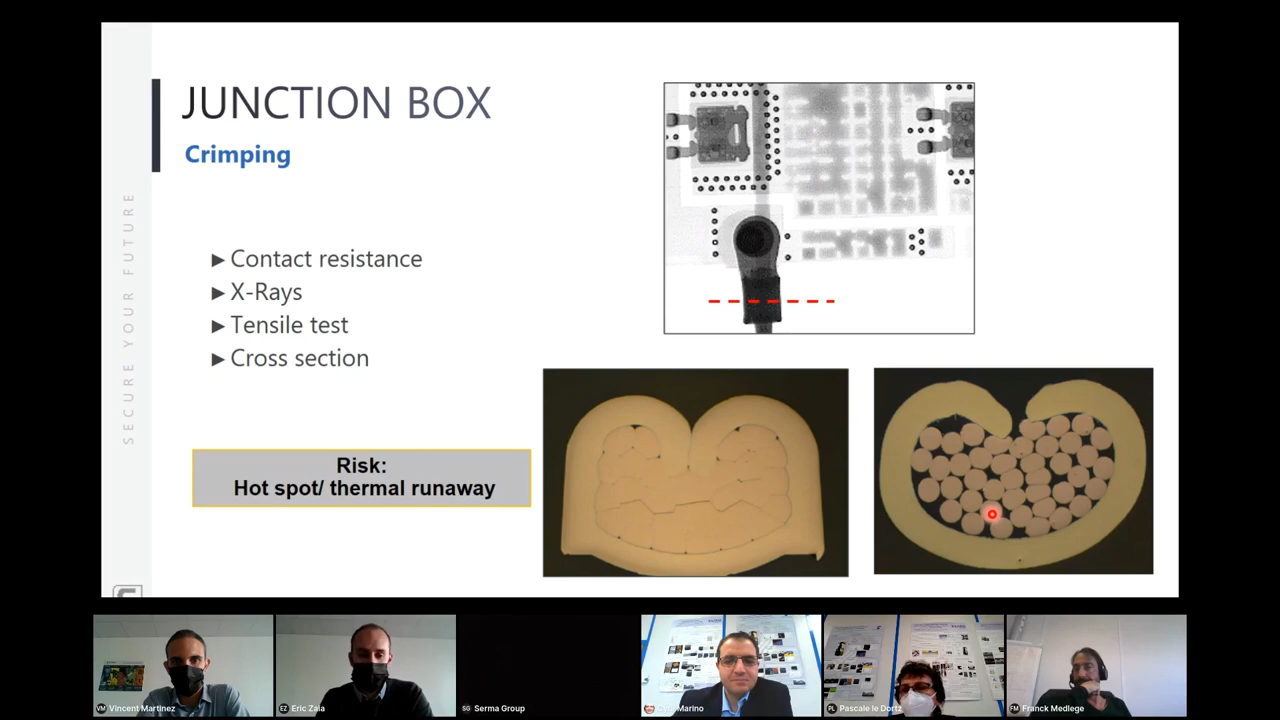 JUNCTION BOX
Crimping
SECURE YOUR FUTURE
►Contact resistance
►X-Rays
►Tensile test
►Cross section
Risk:
Hot spot/ thermal runaway
VM Vincent Martinez
EZ Eric Zala
SG Serma Group
Marino
PL Pascale le Dortz
FM Franck Medlege